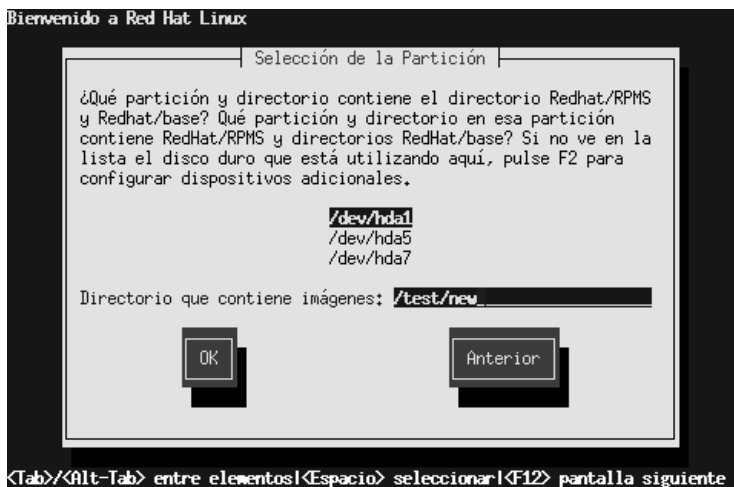 Bienvenido a Red Hat Linux
Selección de la Partición
¿Qué partición y directorio contiene el directorio Redhat/RPMS
y Redhat/base? Qué partición y directorio en esa partición
contiene RedHat/RPMS y directorios RedHat/base? Si no ve en la
lista el disco duro que está utilizando aquí, pulse F2 para
configurar dispositivos adicionales.
/dev/hda1
/dev/hda5
/dev/hda7
Directorio que contiene imágenes: /test/new_
OK Anterior
<Tab>/<Alt-Tab> entre elementos|<Espacio> seleccionar|<F12> pantalla siguiente